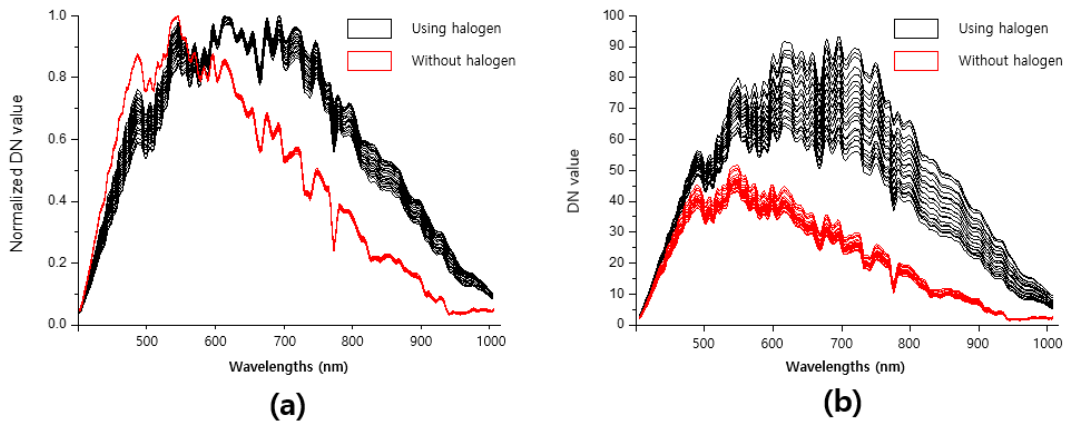 Using halogen
Without halogen
Normalized DN value
1.0
0.8
0.6
0.4
0.2
0.0
500
600
700
800
900
1000
Wavelengths (nm)
(a)
Using halogen
Without halogen
DN value
100
90
80
70
60
50
40
30
20
10
0
500
600
700
800
900
1000
Wavelengths (nm)
(b)